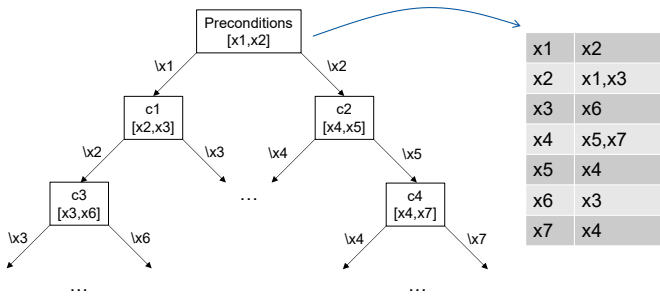 Preconditions
[x1,x2]
\x1
\x2
c1
[x2,x3]
c2
[x4,x5]
\x2
\x3
\x4
\x5
...
c3
[x3,x6]
c4
[x4,x7]
\x3
\x6
\x4
\x7
...
...
x1 x2
x2 x1,x3
x3 x6
x4 x5,x7
x5 x4
x6 x3
x7 x4